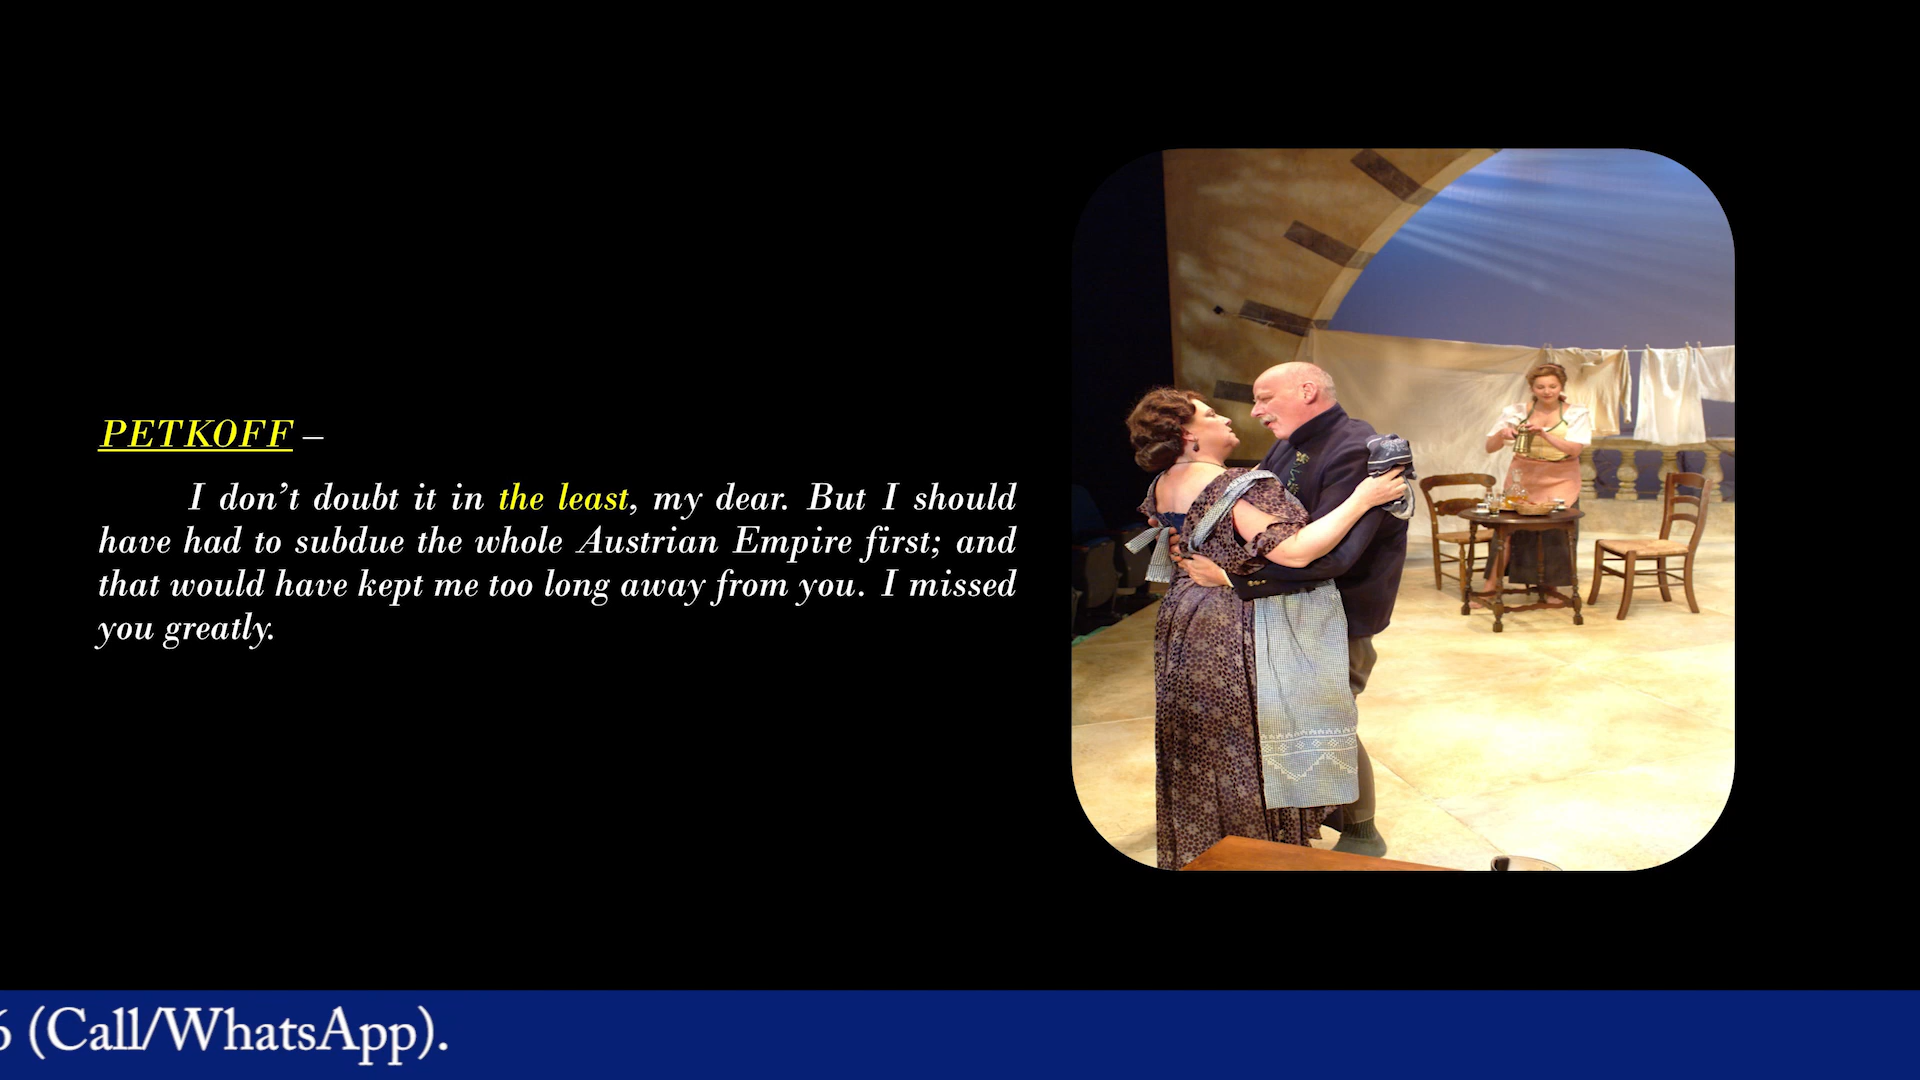 PETKOFF –
I don’t doubt it in the least, my dear. But I should
have had to subdue the whole Austrian Empire first; and
that would have kept me too long away from you. I missed
you greatly.
6 (Call/WhatsApp).